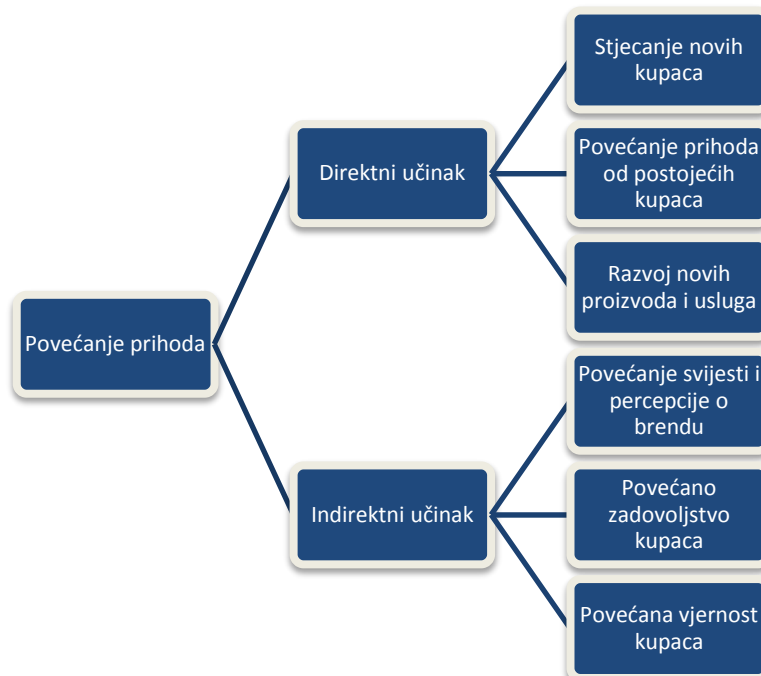 Povećanje prihoda
Direktni učinak
Stjecanje novih
kupaca
Povećanje prihoda
od postojećih
kupaca
Razvoj novih
proizvoda i usluga
Indirektni učinak
Povećanje svijesti i
percepcije o
brendu
Povećano
zadovoljstvo
kupaca
Povećana vjernost
kupaca